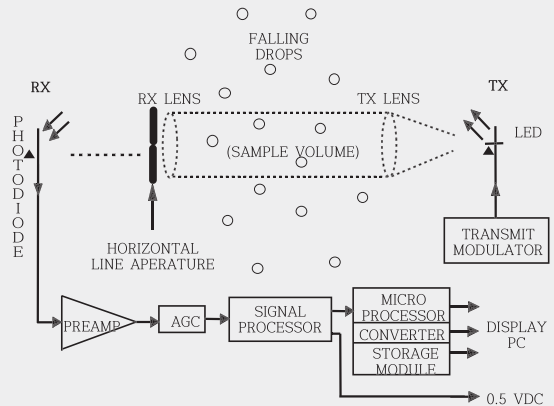 FALLING
DROPS
RX
TX
RX LENS
TX LENS
PHOTODIODE
LED
(SAMPLE VOLUME)
HORIZONTAL
LINE APERATURE
TRANSMIT
MODULATOR
PREAMP
AGC
SIGNAL
PROCESSOR
MICRO
PROCESSOR
CONVERTER
STORAGE
MODULE
DISPLAY
PC
0.5 VDC